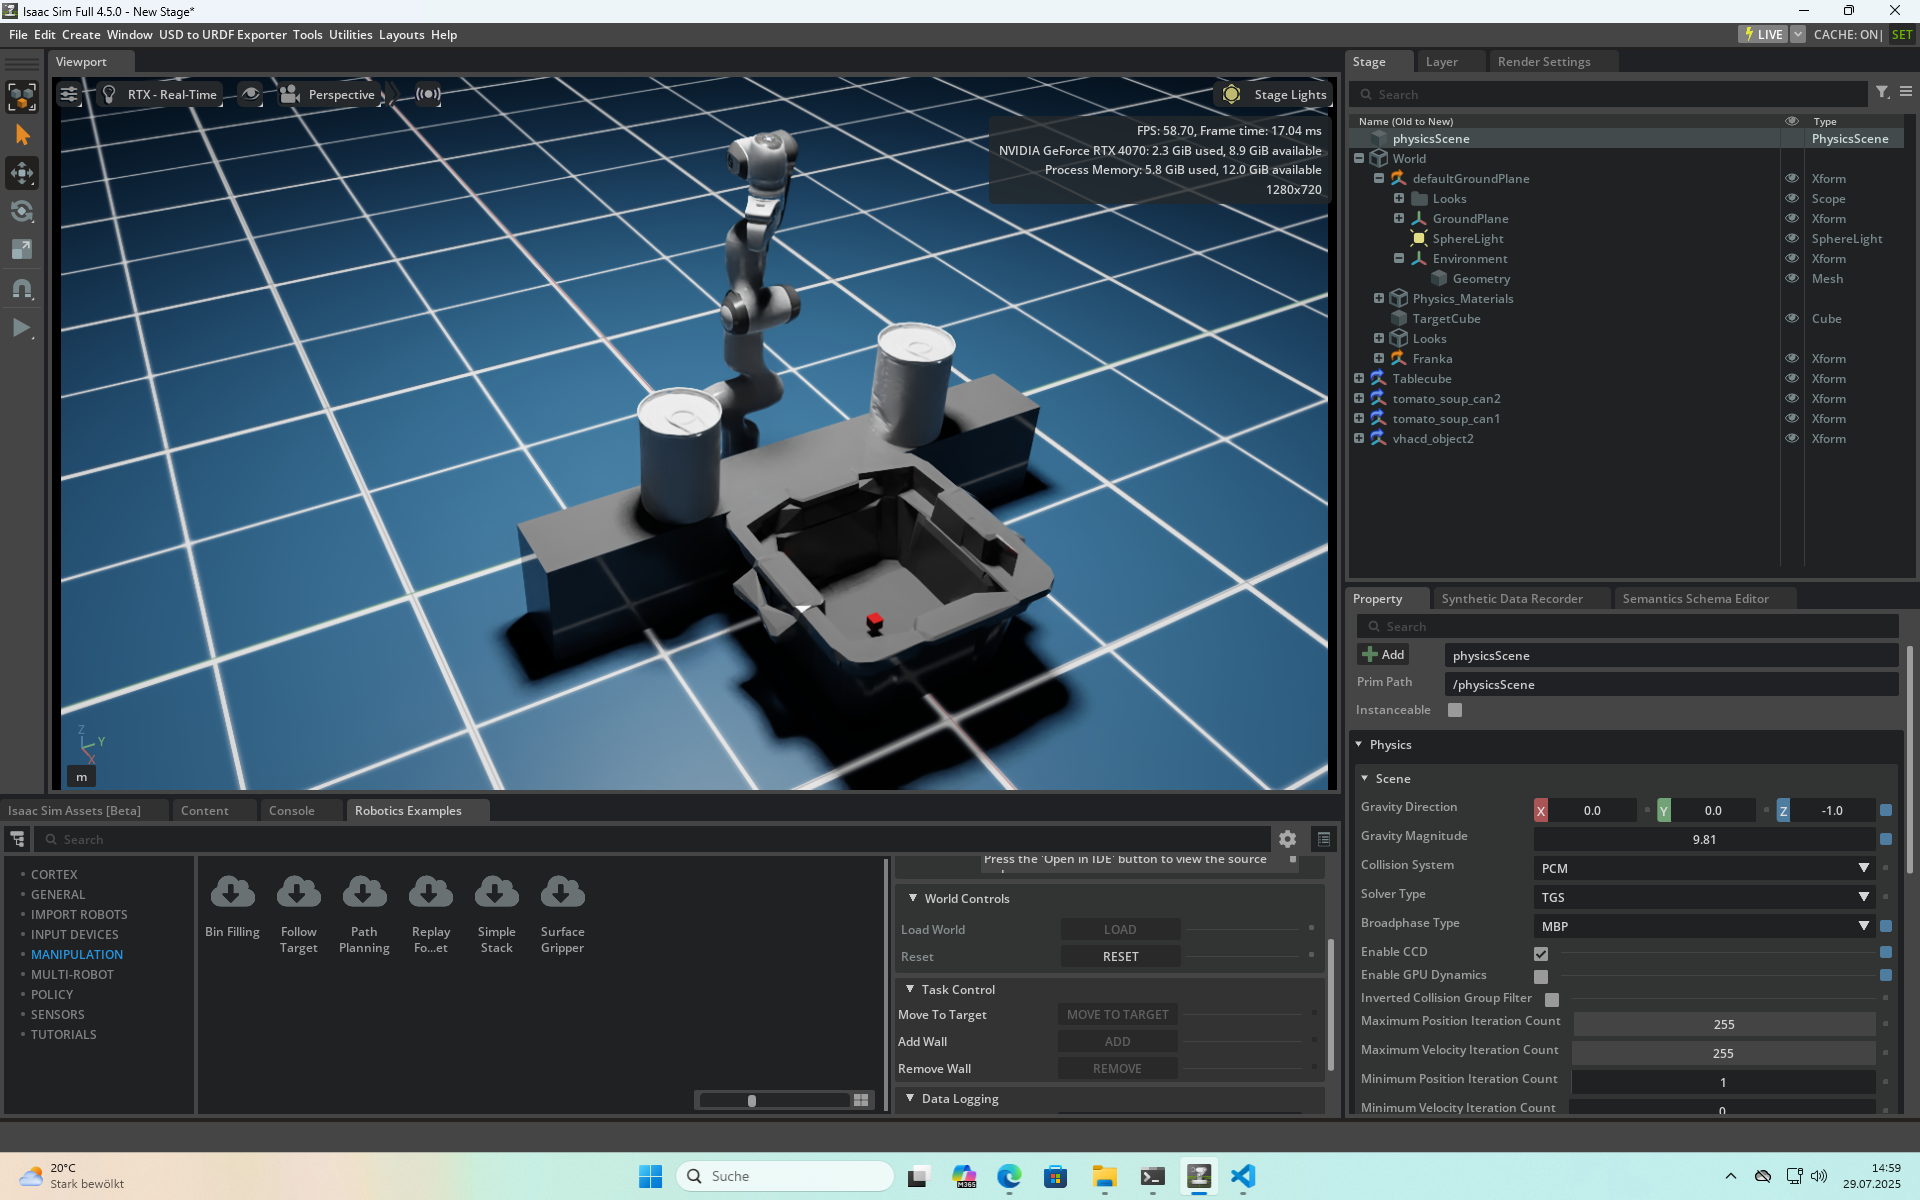 Isaac Sim Full 4.5.0 - New Stage*
File Edit Create Window USD to URDF Exporter Tools Utilities Layouts Help
LIVE CACHE: ON| SET
Viewport
RTX - Real-Time Perspective Stage Lights
FPS: 58.70, Frame time: 17.04 ms
NVIDIA GeForce RTX 4070: 2.3 GiB used, 8.9 GiB available
Process Memory: 5.8 GiB used, 12.0 GiB available
1280x720
Z
Y
X
m
Stage Layer Render Settings
Search
Name (Old to New) Type
physicsScene PhysicsScene
World
defaultGroundPlane Xform
Looks Scope
GroundPlane Xform
SphereLight SphereLight
Environment Xform
Geometry Mesh
Physics_Materials
TargetCube Cube
Looks
Franka Xform
Tablecube Xform
tomato_soup_can2 Xform
tomato_soup_can1 Xform
vhacd_object2 Xform
Property Synthetic Data Recorder Semantics Schema Editor
Search
Add physicsScene
Prim Path /physicsScene
Instanceable
Physics
Scene
Gravity Direction X 0.0 Y 0.0 Z -1.0
Gravity Magnitude 9.81
Collision System PCM
Solver Type TGS
Broadphase Type MBP
Enable CCD
Enable GPU Dynamics
Inverted Collision Group Filter
Maximum Position Iteration Count 255
Maximum Velocity Iteration Count 255
Minimum Position Iteration Count 1
Minimum Velocity Iteration Count 0
Isaac Sim Assets [Beta] Content Console Robotics Examples
Search
CORTEX
GENERAL
IMPORT ROBOTS
INPUT DEVICES
MANIPULATION
MULTI-ROBOT
POLICY
SENSORS
TUTORIALS
Bin Filling
Follow Target
Path Planning
Replay Fo...et
Simple Stack
Surface Gripper
Press the 'Open in IDE' button to view the source
World Controls
Load World LOAD
Reset RESET
Task Control
Move To Target MOVE TO TARGET
Add Wall ADD
Remove Wall REMOVE
Data Logging
20°C
Stark bewölkt
Suche
M365
14:59
29.07.2025